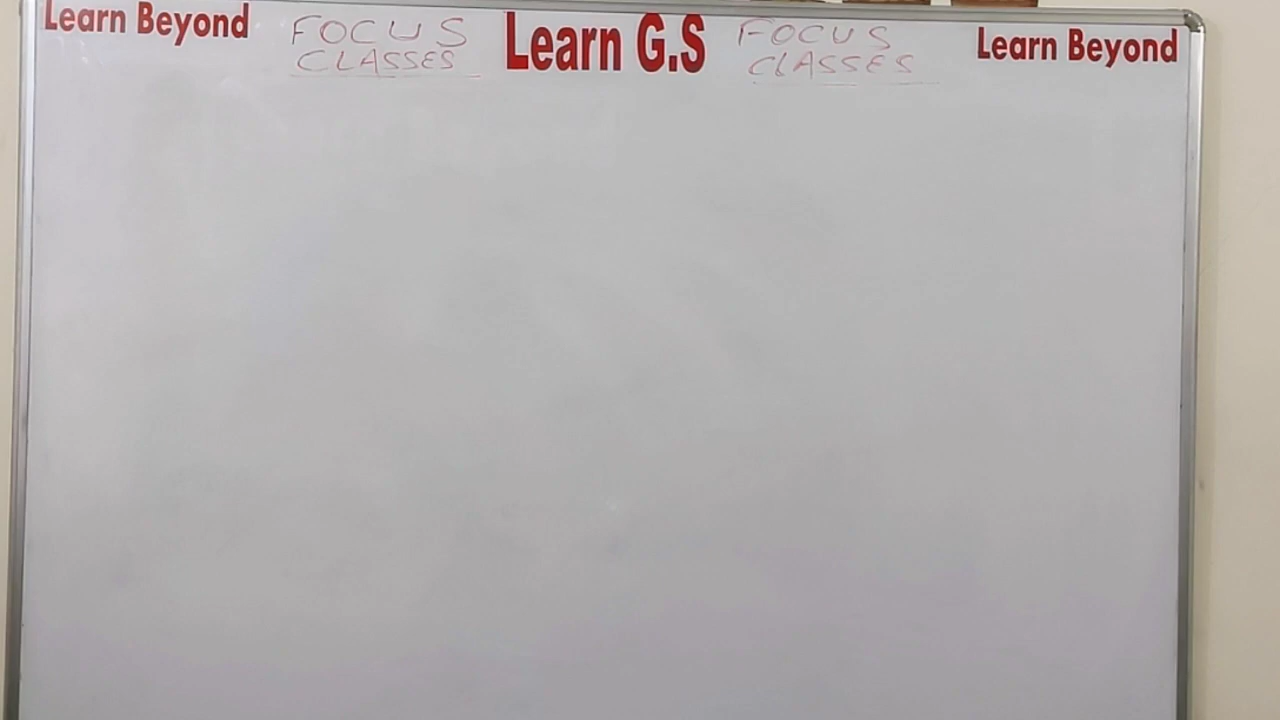 Learn Beyond
FOCUS
CLASSES
Learn G.S
FOCUS
CLASSES
Learn Beyond